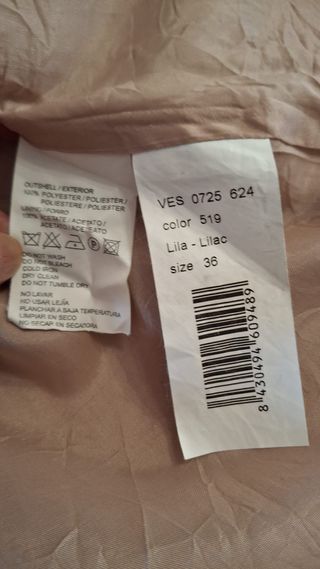 OUTSHELL / EXTERIOR
100% POLYESTER / POLIESTER /
POLIESTERE / POLIESTER
LINING / FORRO
100% ACETATE / ACETATO /
ACETATO / ACETATO
P
DO NOT WASH
DO NOT BLEACH
COLD IRON
DRY CLEAN
DO NOT TUMBLE DRY
NO LAVAR
NO USAR LEJÍA
PLANCHAR A BAJA TEMPERATURA
LIMPIAR EN SECO
NO SECAR EN SECADORA
VES 0725 624
color 519
Lila - Lilac
size 36
8 430494 609489